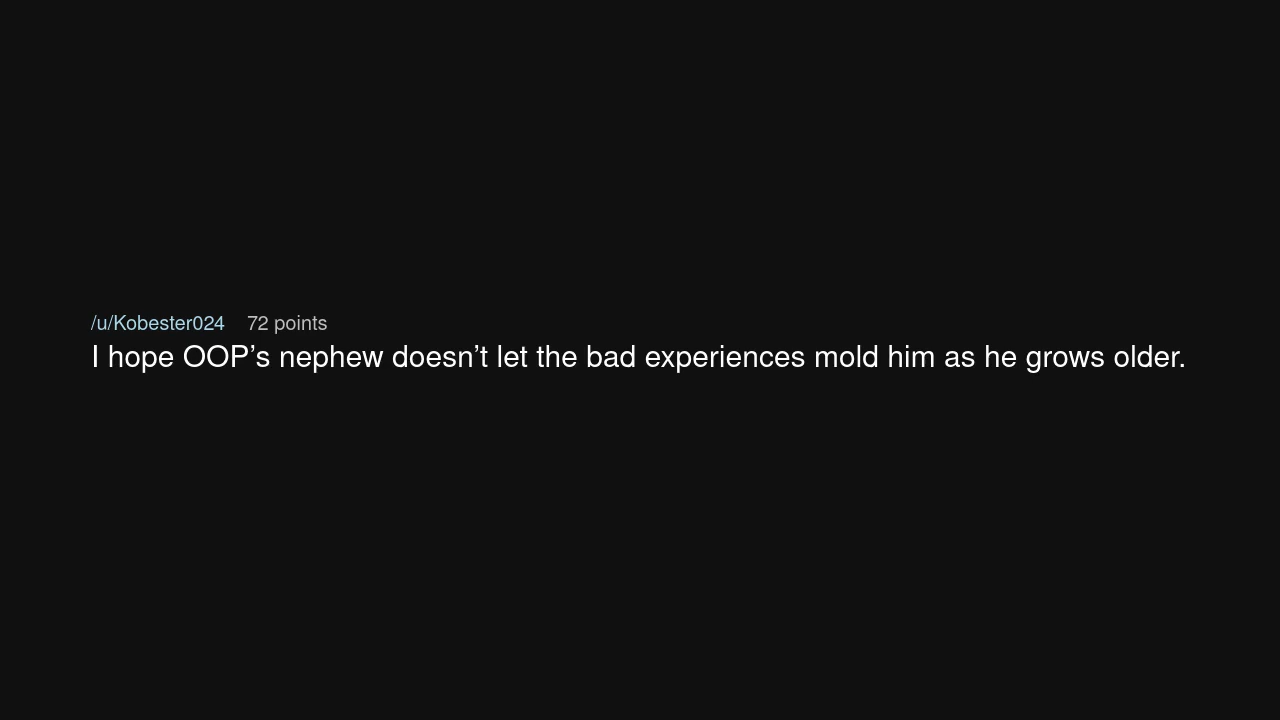 /u/Kobester024 72 points
I hope OOP’s nephew doesn’t let the bad experiences mold him as he grows older.